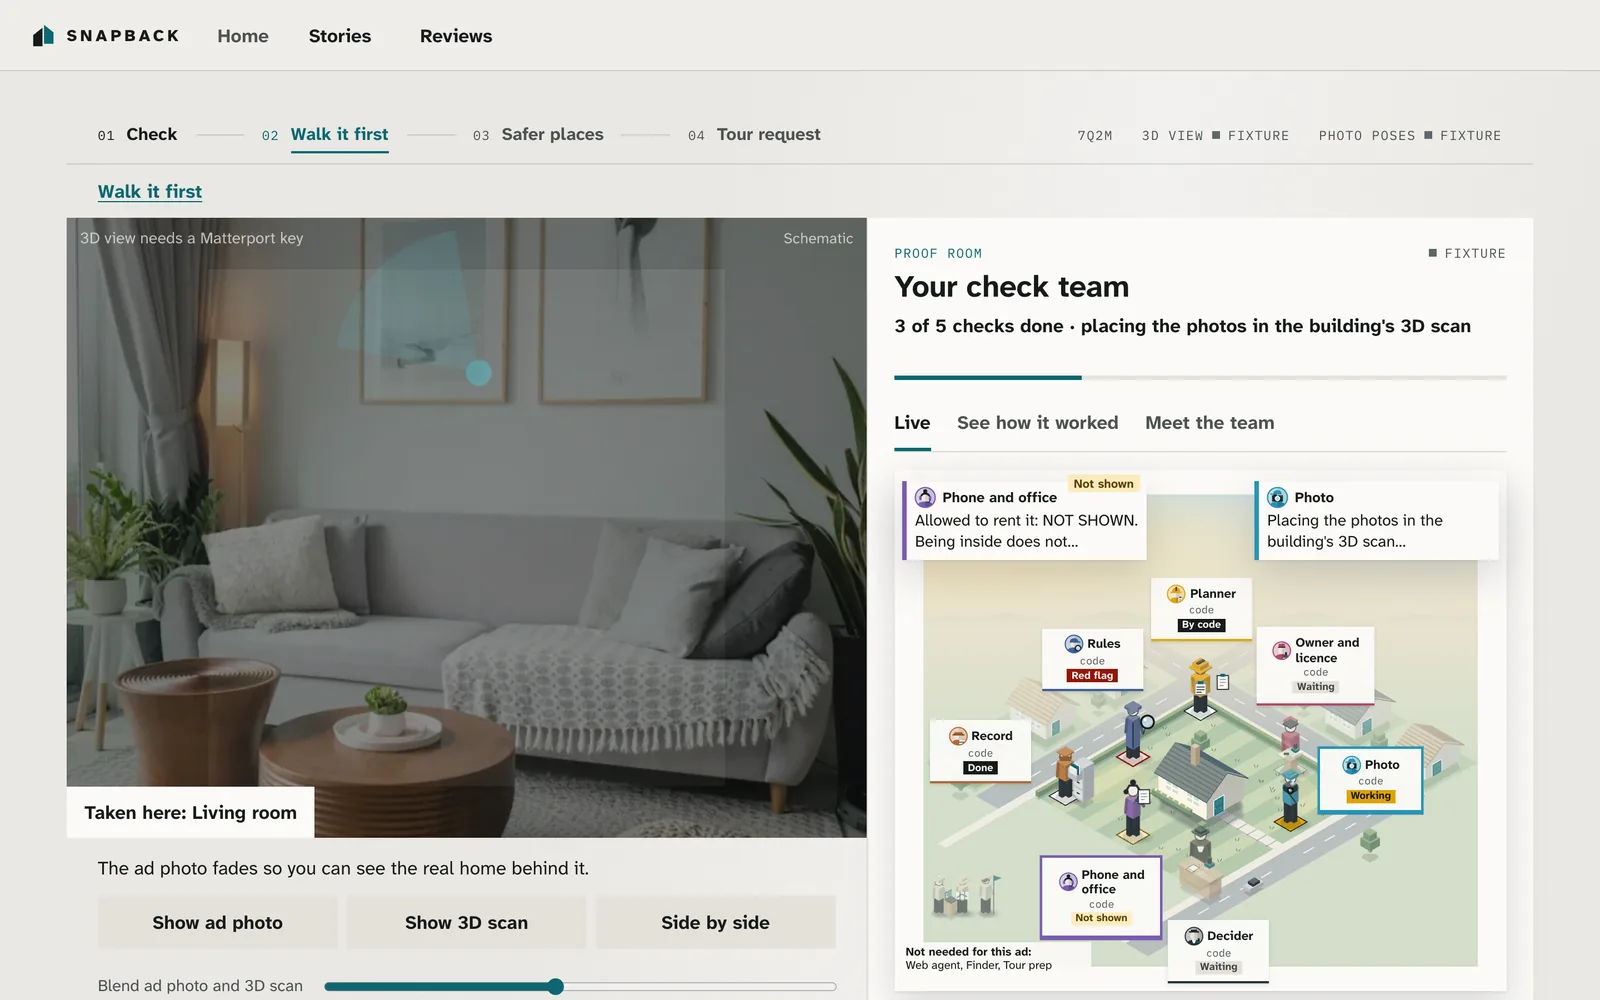 SNAPBACK
Home
Stories
Reviews
01 Check
02 Walk it first
03 Safer places
04 Tour request
7Q2M
3D VIEW ■ FIXTURE
PHOTO POSES ■ FIXTURE
Walk it first
3D view needs a Matterport key
Schematic
Taken here: Living room
The ad photo fades so you can see the real home behind it.
Show ad photo
Show 3D scan
Side by side
Blend ad photo and 3D scan
PROOF ROOM
■ FIXTURE
Your check team
3 of 5 checks done · placing the photos in the building's 3D scan
Live
See how it worked
Meet the team
Not shown
Phone and office
Allowed to rent it: NOT SHOWN.
Being inside does not...
Photo
Placing the photos in the
building's 3D scan...
Planner
code
By code
Rules
code
Red flag
Owner and
licence
code
Waiting
Record
code
Done
Photo
code
Working
Phone and
office
code
Not shown
Decider
code
Waiting
Not needed for this ad:
Web agent, Finder, Tour prep